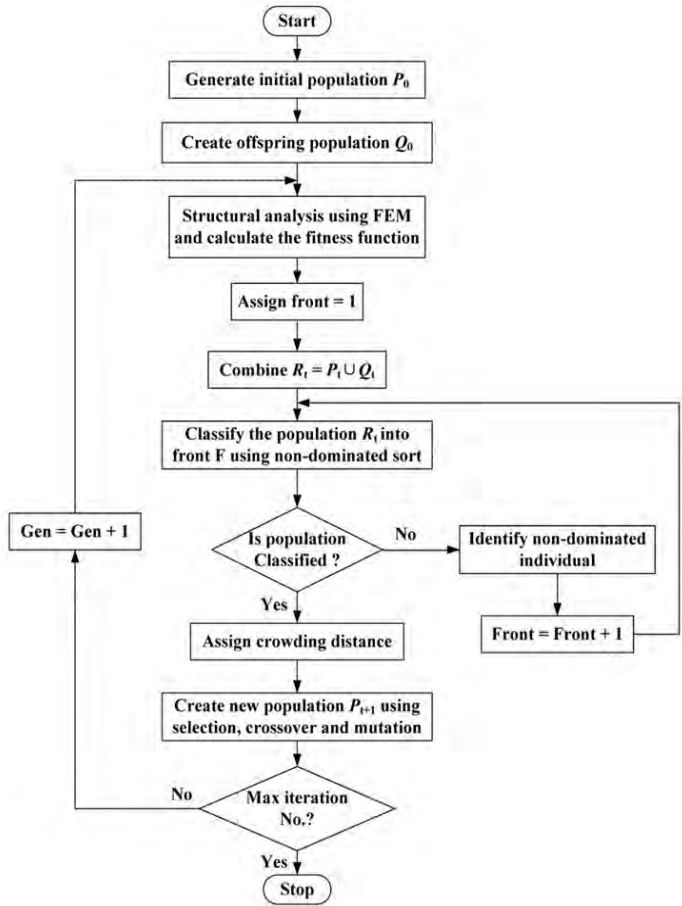 Start
Generate initial population P0
Create offspring population Q0
Structural analysis using FEM
and calculate the fitness function
Assign front = 1
Combine Rt = Pt ∪ Qt
Classify the population Rt into
front F using non-dominated sort
Gen = Gen + 1
Is population
Classified ?
No
Identify non-dominated
individual
Yes
Front = Front + 1
Assign crowding distance
Create new population Pt+1 using
selection, crossover and mutation
No
Max iteration
No.?
Yes
Stop